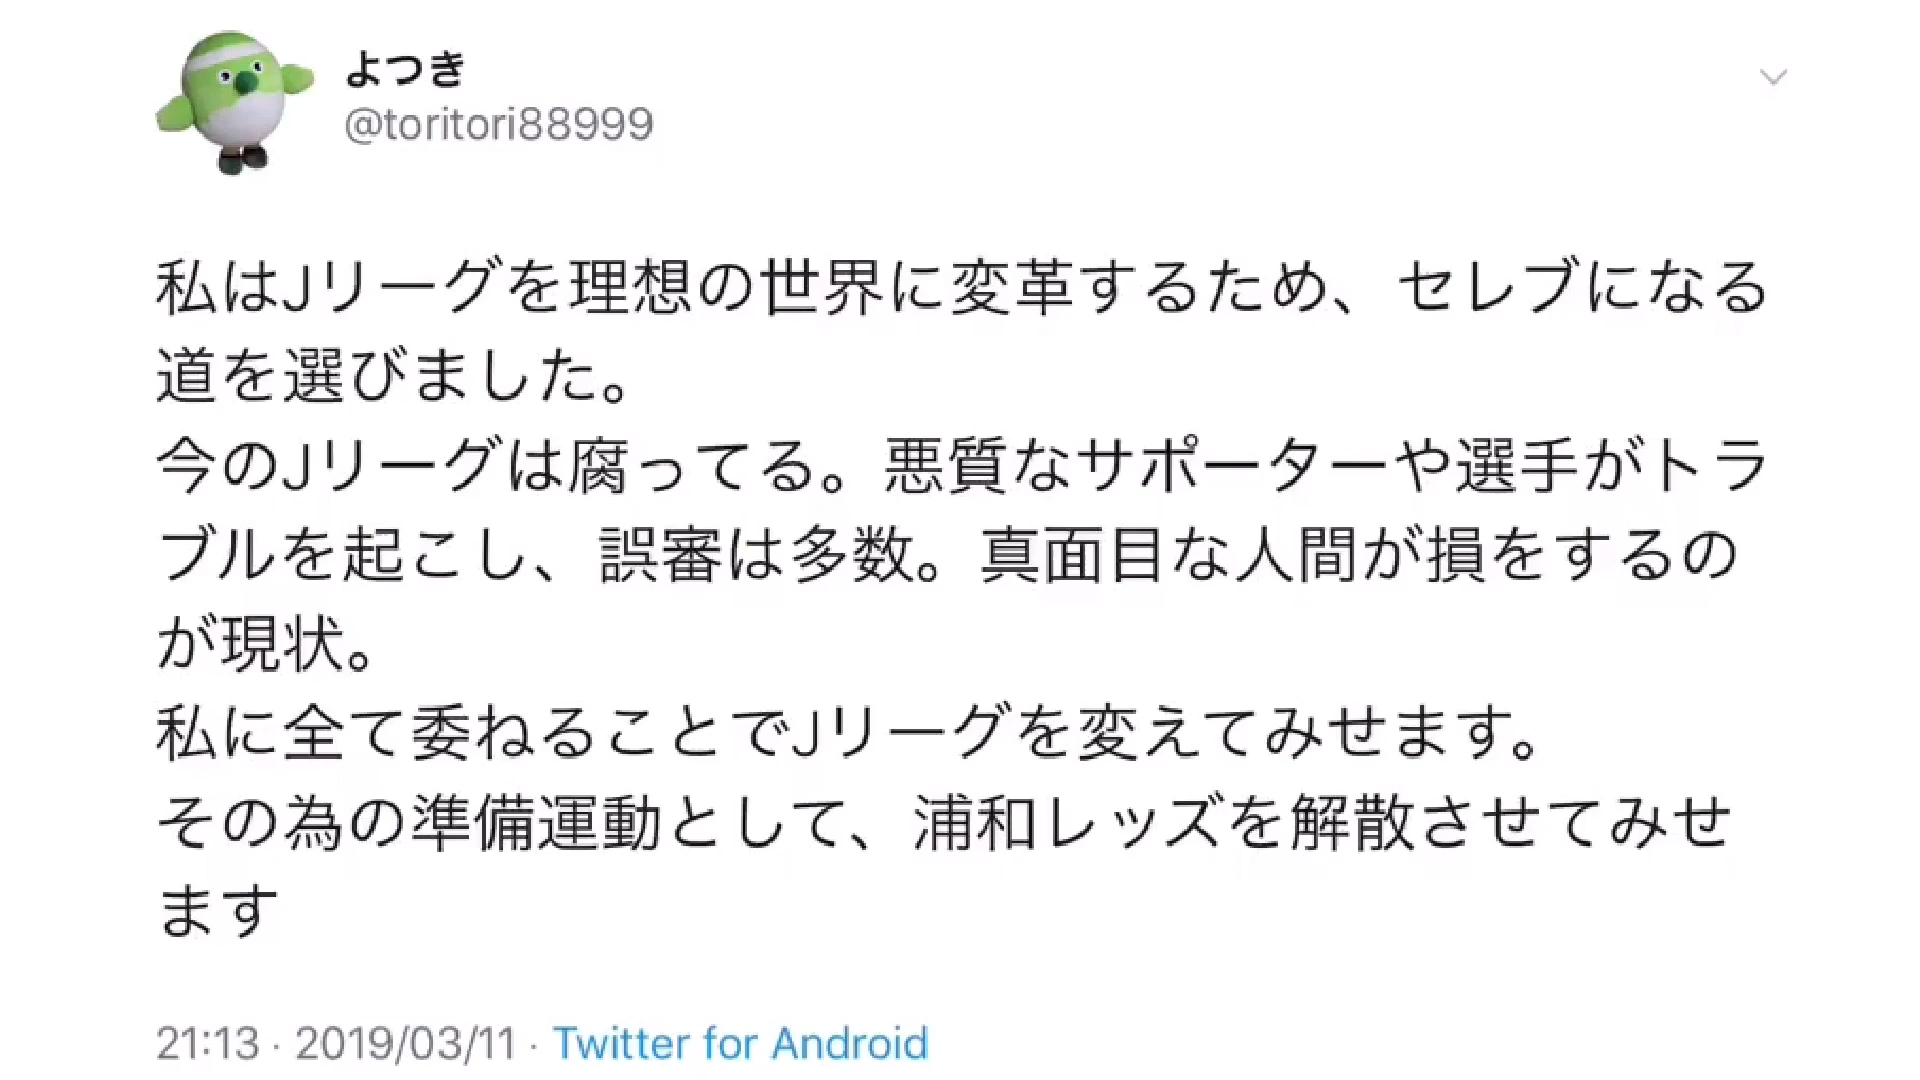 よつき
@toritori88999
私はJリーグを理想の世界に変革するため、セレブになる
道を選びました。
今のJリーグは腐ってる。悪質なサポーターや選手がトラ
ブルを起こし、誤審は多数。真面目な人間が損をするの
が現状。
私に全て委ねることでJリーグを変えてみせます。
その為の準備運動として、浦和レッズを解散させてみせ
ます
21:13 · 2019/03/11 · Twitter for Android